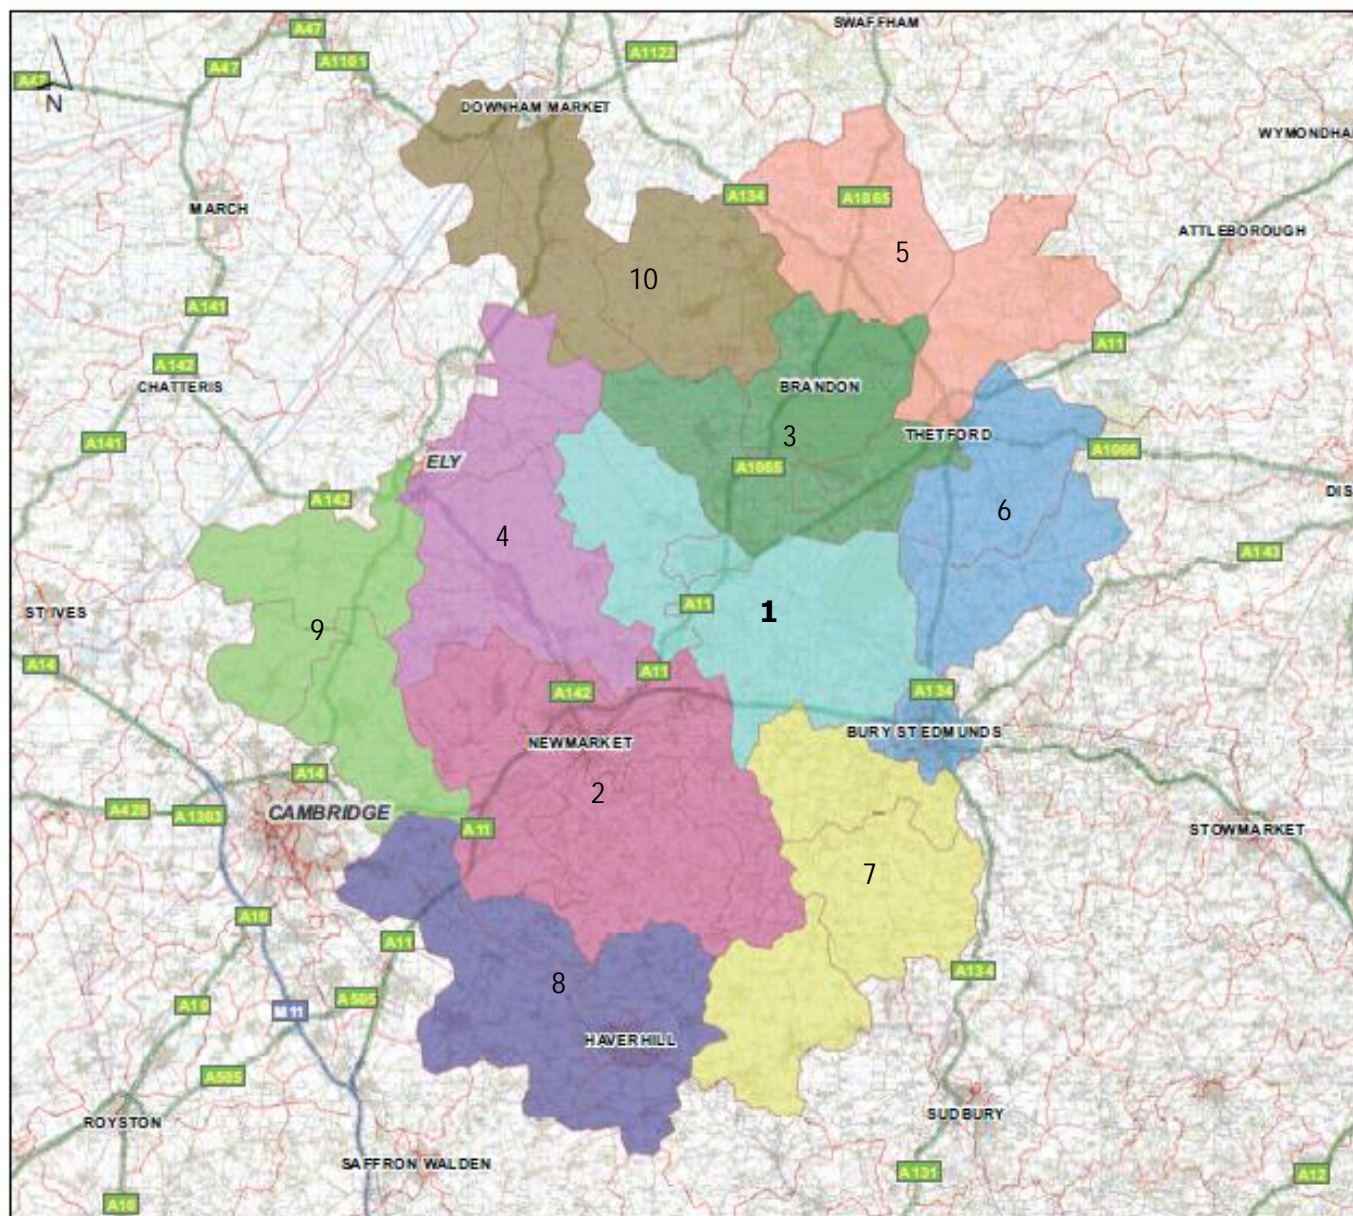 SWAFFHAM
A47
A1122
A1101
A47
A47
N
DOWNHAM MARKET
WYMONDHA
A134
A1065
MARCH
ATTLEBOROUGH
5
10
A141
A11
A142
CHATTERIS
BRANDON
3
THETFORD
A141
A1066
ELY
A1065
DIS
A142
6
4
A143
A11
1
ST IVES
9
A14
A11
A142
A134
BURY ST EDMUNDS
NEWMARKET
A14
2
A428
A1303
CAMBRIDGE
A11
STOWMARKET
7
A10
A11
A134
8
A505
A10
M11
HAVERHILL
A505
SUDBURY
ROYSTON
SAFFRON WALDEN
A131
A12
A10